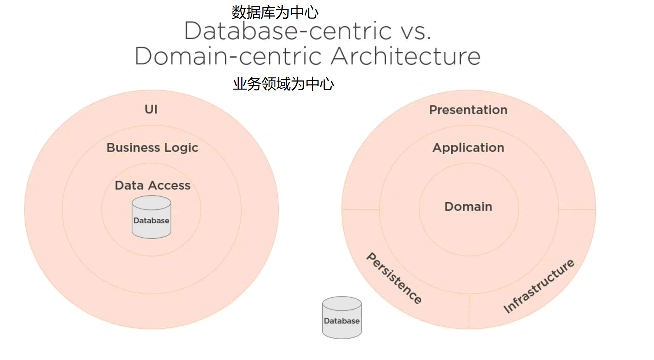 数据库为中心
Database-centric vs.
Domain-centric Architecture
业务领域为中心
UI
Business Logic
Data Access
Database
Presentation
Application
Domain
Persistence
Infrastructure
Database